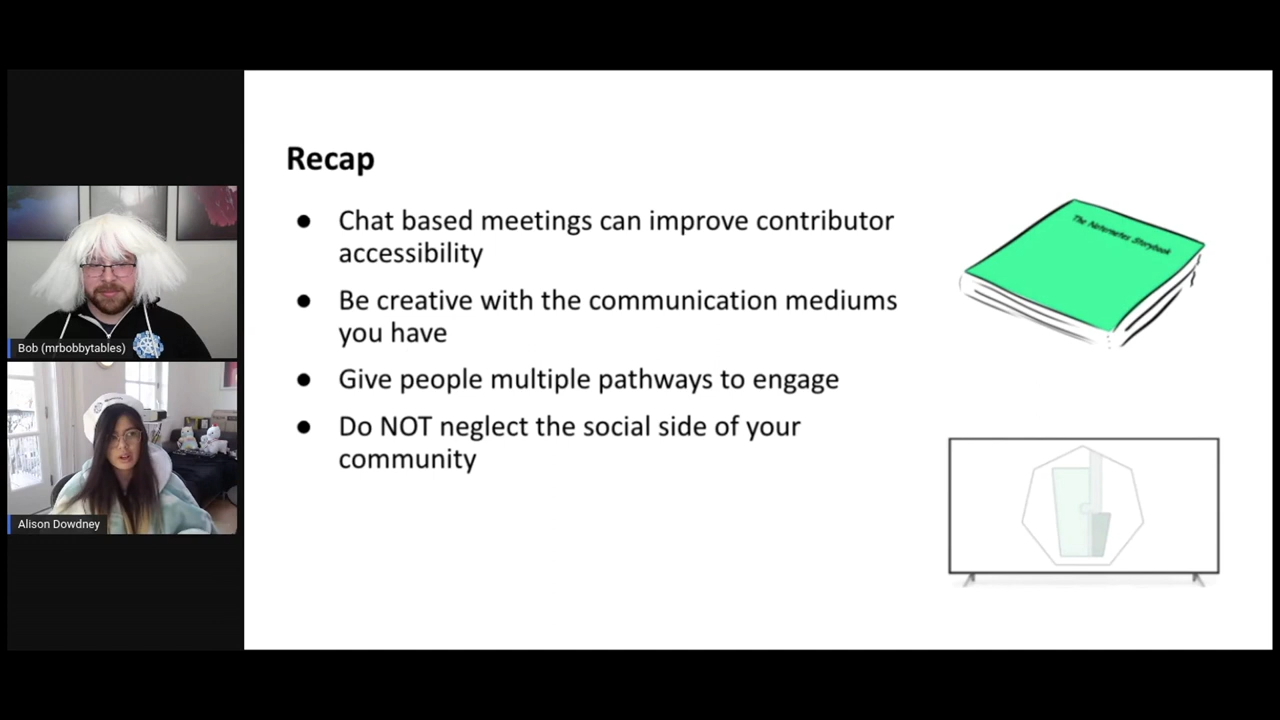 Recap
● Chat based meetings can improve contributor
accessibility
● Be creative with the communication mediums
you have
● Give people multiple pathways to engage
● Do NOT neglect the social side of your
community
Bob (mrbobbytables)
Alison Dowdney
The
Storybook